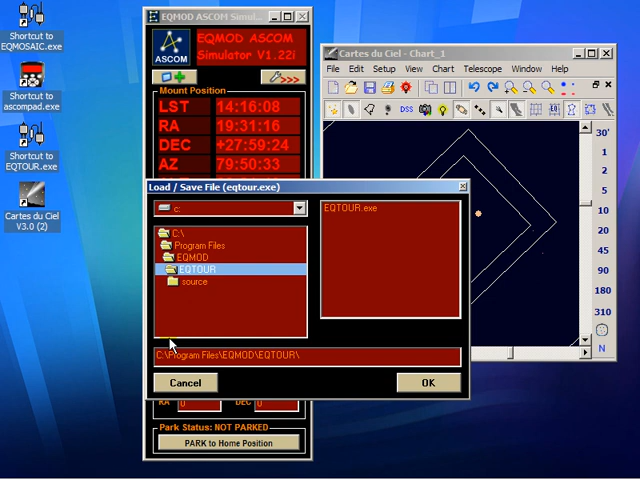 Shortcut to
EQMOSAIC.exe
Shortcut to
ascompad.exe
Shortcut to
EQTOUR.exe
Cartes du Ciel
V3.0 (2)
EQMOD ASCOM Simul...
ASCOM
EQMOD ASCOM
Simulator V1.22i
>>>
Mount Position
LST 14:16:08
RA 19:31:16
DEC +27:59:24
AZ 79:50:33
Load / Save File (eqtour.exe)
c:
C:\
Program Files
EQMOD
EQTOUR
source
EQTOUR.exe
C:\Program Files\EQMOD\EQTOUR\
Cancel
OK
RA 0 DEC 0
Park Status: NOT PARKED
PARK to Home Position
Cartes du Ciel - Chart_1
File Edit Setup View Chart Telescope Window Help
DSS
30'
1
2
5
10
20
45
90
180
310
N